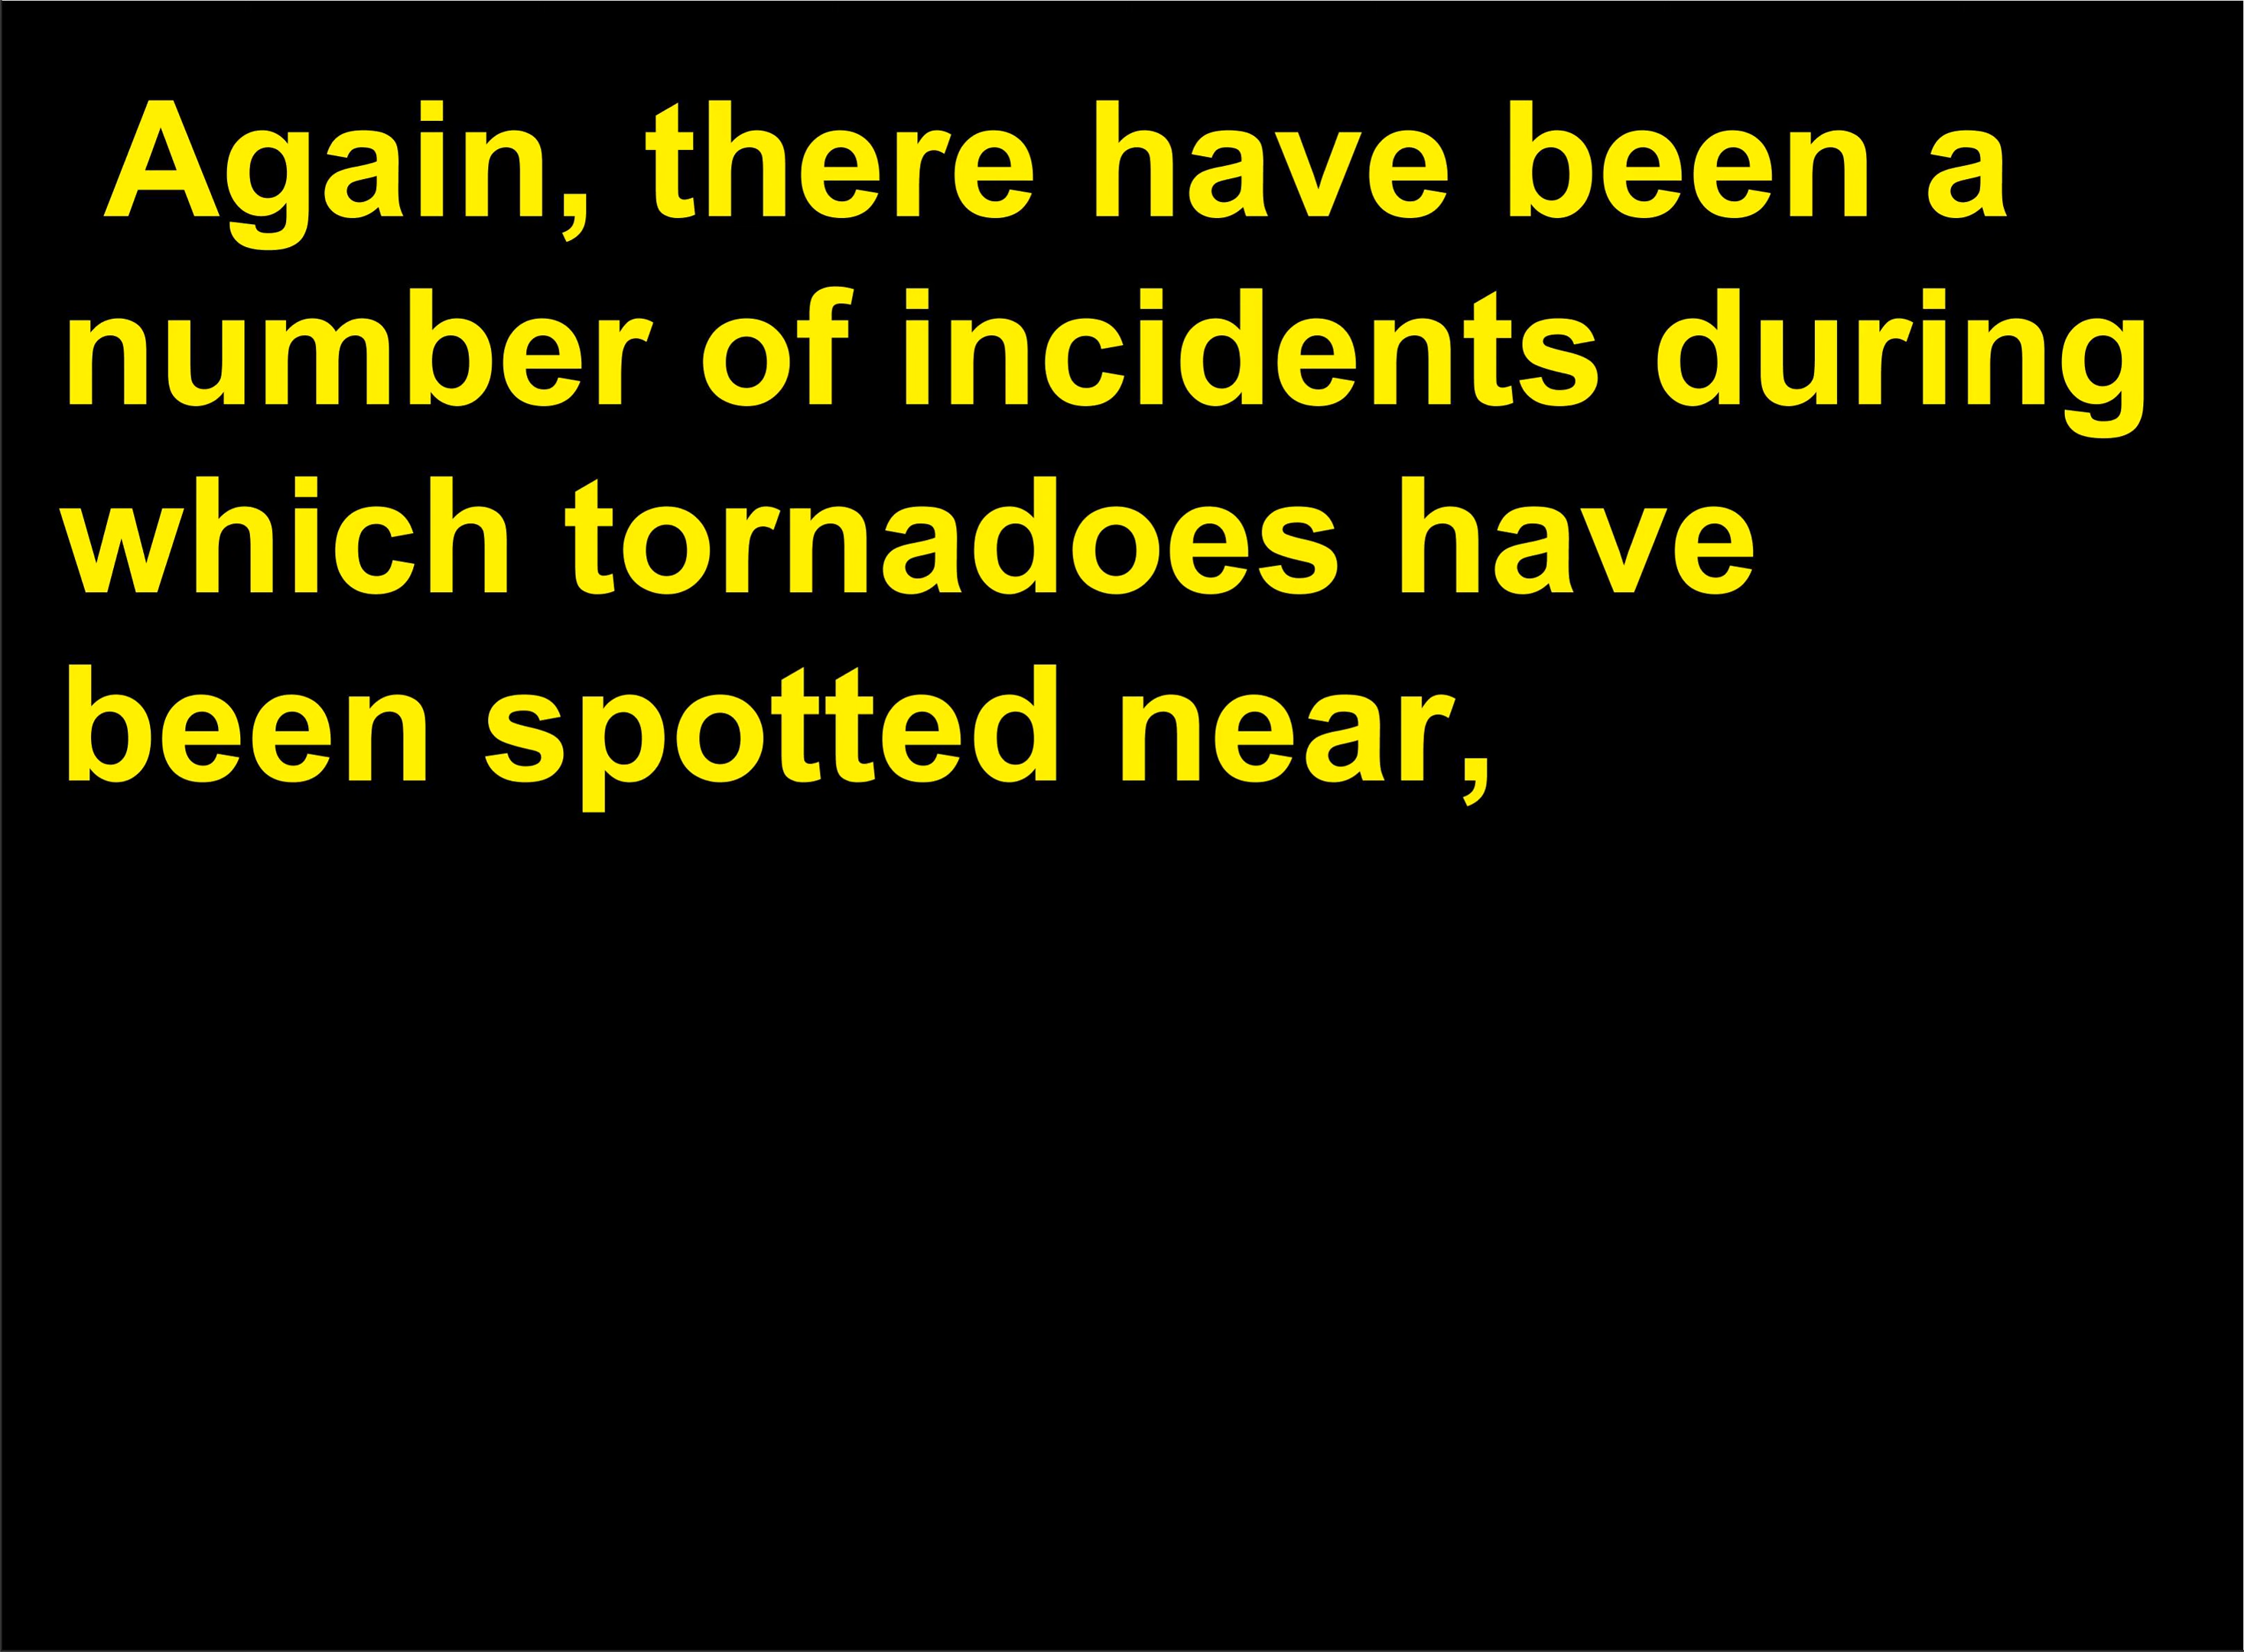 Again, there have been a
number of incidents during
which tornadoes have
been spotted near,